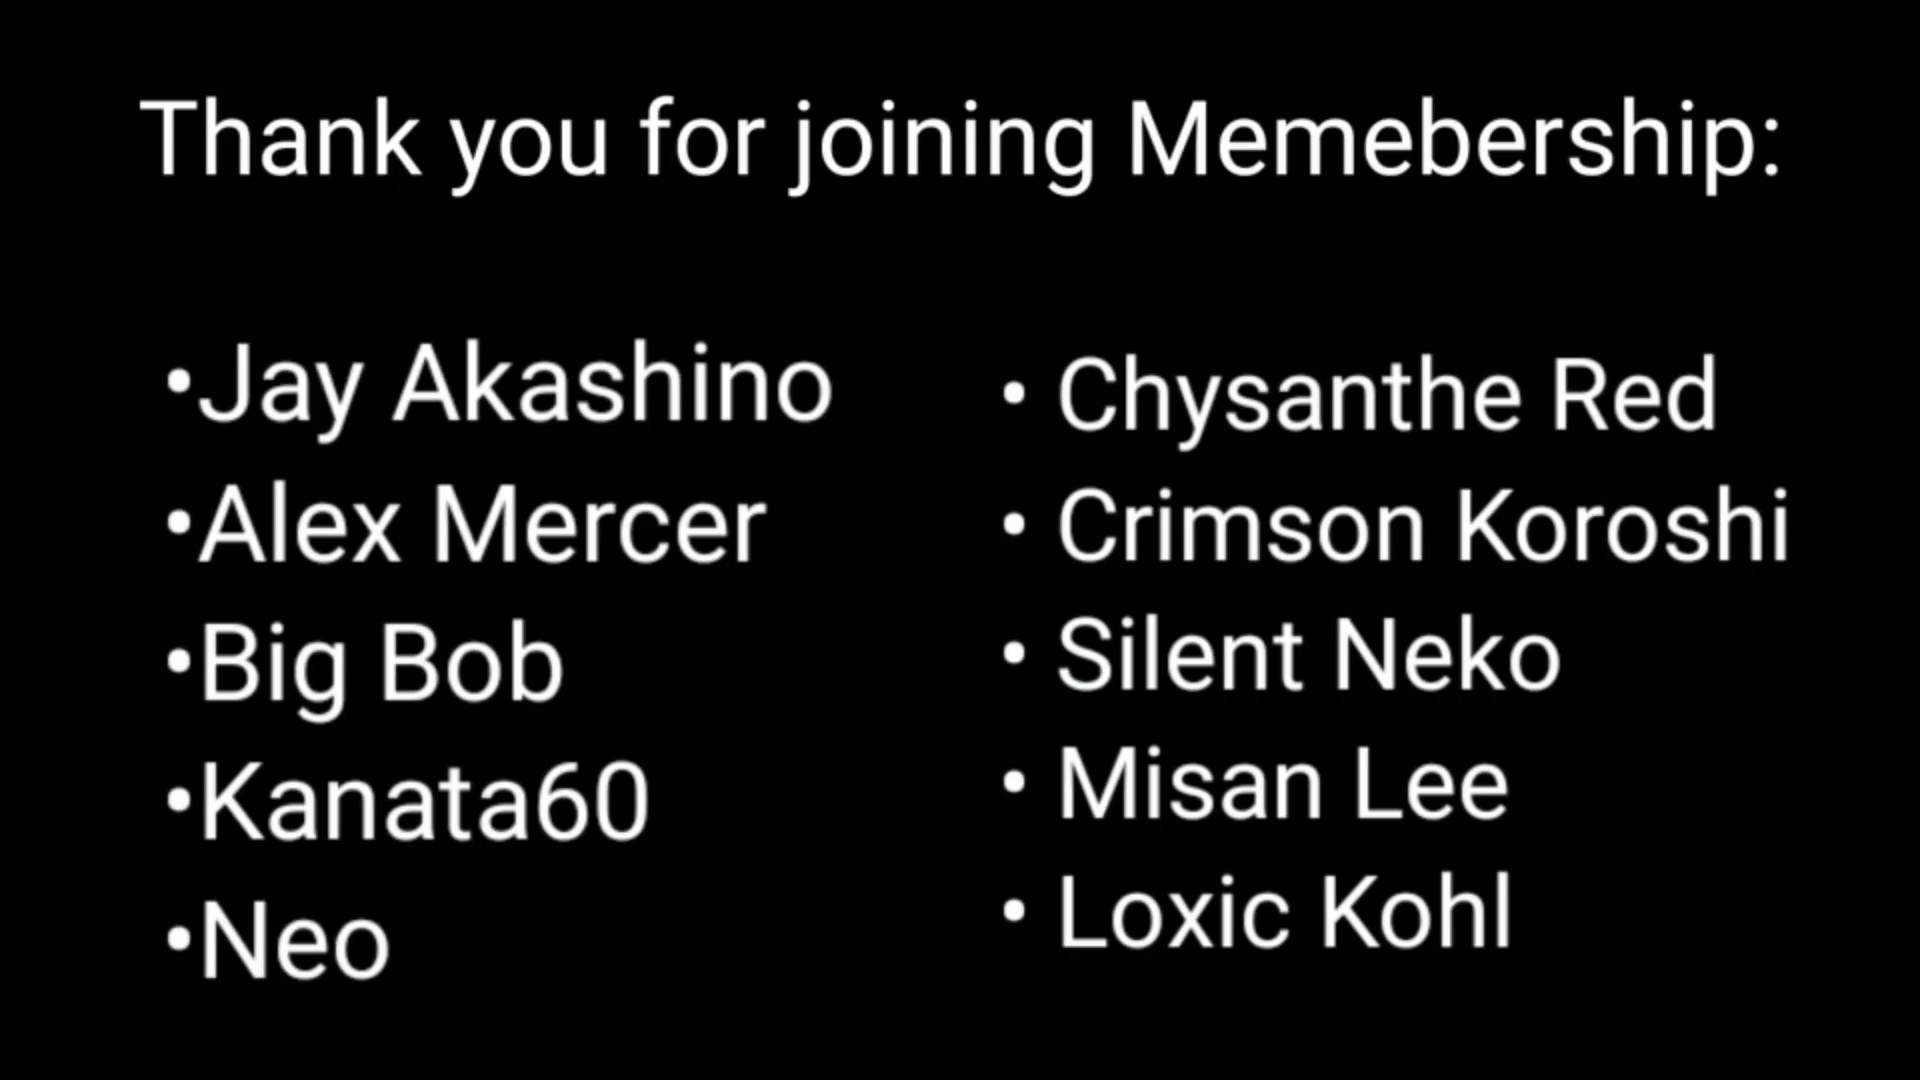 Thank you for joining Memebership:
•Jay Akashino
•Alex Mercer
•Big Bob
•Kanata60
•Neo
• Chysanthe Red
• Crimson Koroshi
• Silent Neko
• Misan Lee
• Loxic Kohl